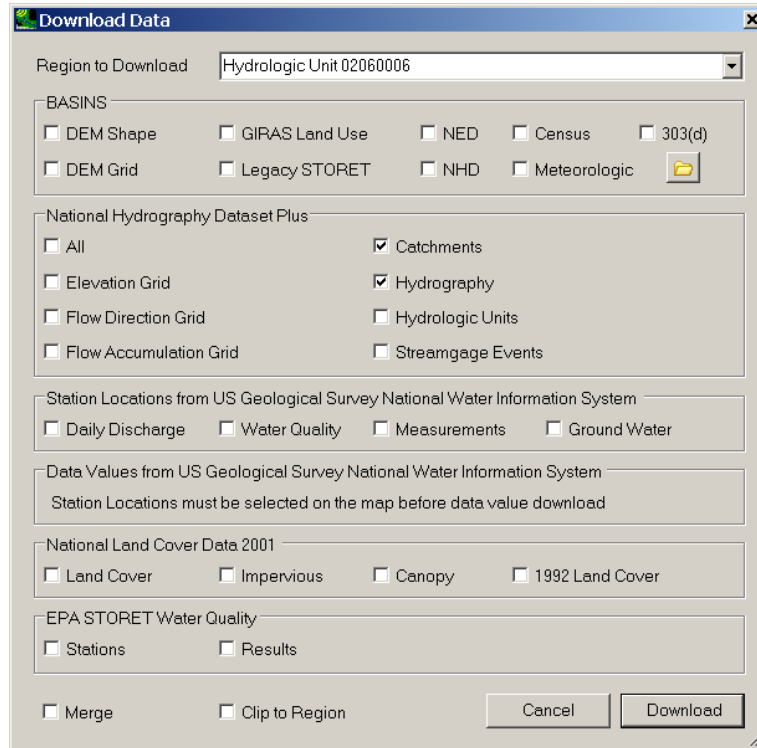 Download Data
Region to Download Hydrologic Unit 02060006
BASINS
DEM Shape GIRAS Land Use NED Census 303(d)
DEM Grid Legacy STORET NHD Meteorologic
National Hydrography Dataset Plus
All Catchments
Elevation Grid Hydrography
Flow Direction Grid Hydrologic Units
Flow Accumulation Grid Streamgage Events
Station Locations from US Geological Survey National Water Information System
Daily Discharge Water Quality Measurements Ground Water
Data Values from US Geological Survey National Water Information System
Station Locations must be selected on the map before data value download
National Land Cover Data 2001
Land Cover Impervious Canopy 1992 Land Cover
EPA STORET Water Quality
Stations Results
Merge Clip to Region Cancel Download